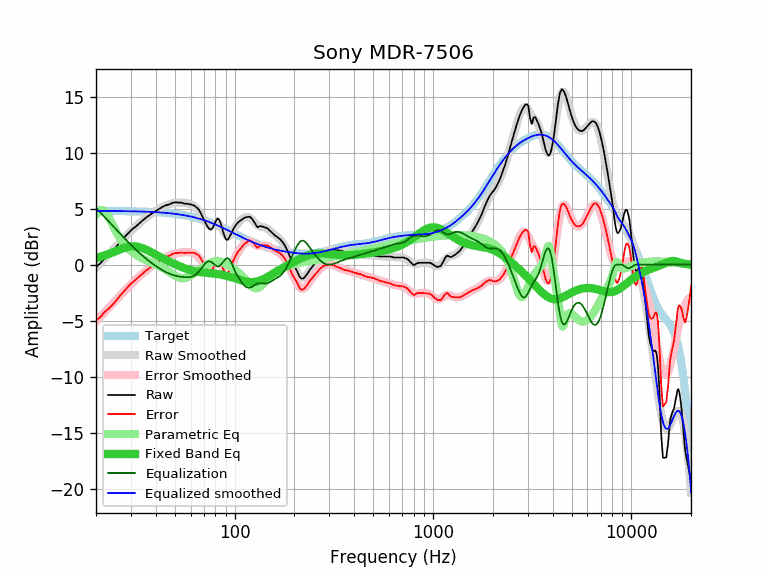 Sony MDR-7506
Amplitude (dBr)
15
10
5
0
−5
−10
−15
−20
Target
Raw Smoothed
Error Smoothed
Raw
Error
Parametric Eq
Fixed Band Eq
Equalization
Equalized smoothed
100 1000 10000
Frequency (Hz)